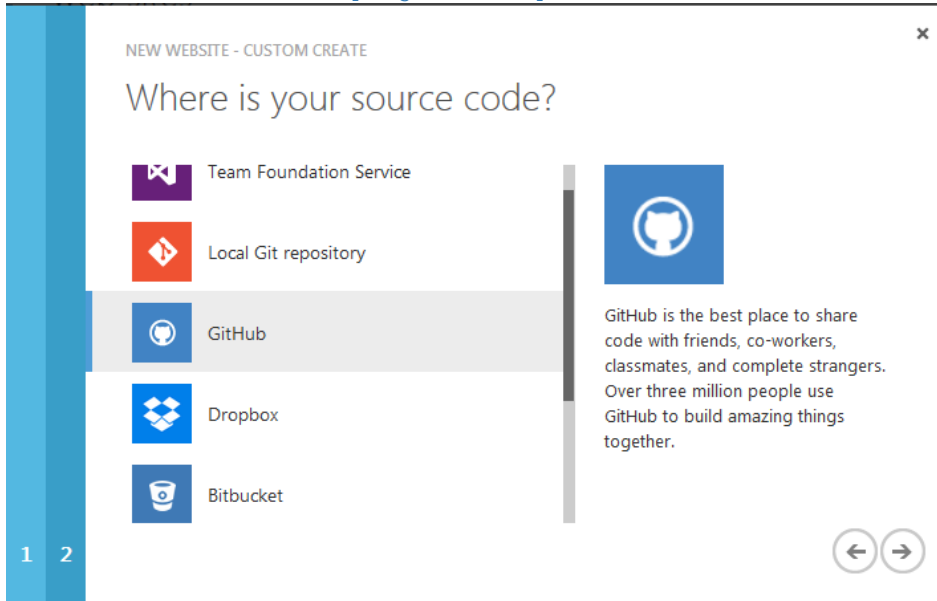 NEW WEBSITE - CUSTOM CREATE
Where is your source code?
Team Foundation Service
Local Git repository
GitHub
Dropbox
Bitbucket
GitHub is the best place to share
code with friends, co-workers,
classmates, and complete strangers.
Over three million people use
GitHub to build amazing things
together.
1 2